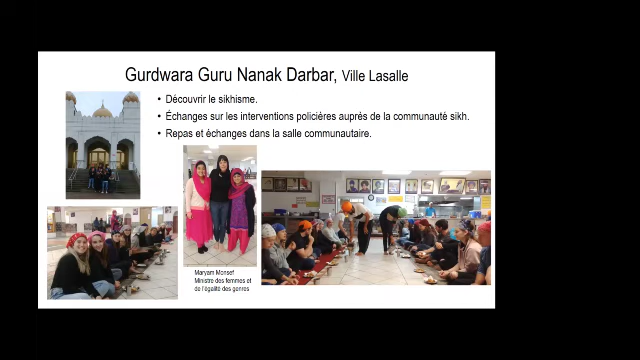 Gurdwara Guru Nanak Darbar, Ville Lasalle
• Découvrir le sikhisme.
• Échanges sur les interventions policières auprès de la communauté sikh.
• Repas et échanges dans la salle communautaire.
Maryam Monsef
Ministre des femmes et
de l'égalité des genres